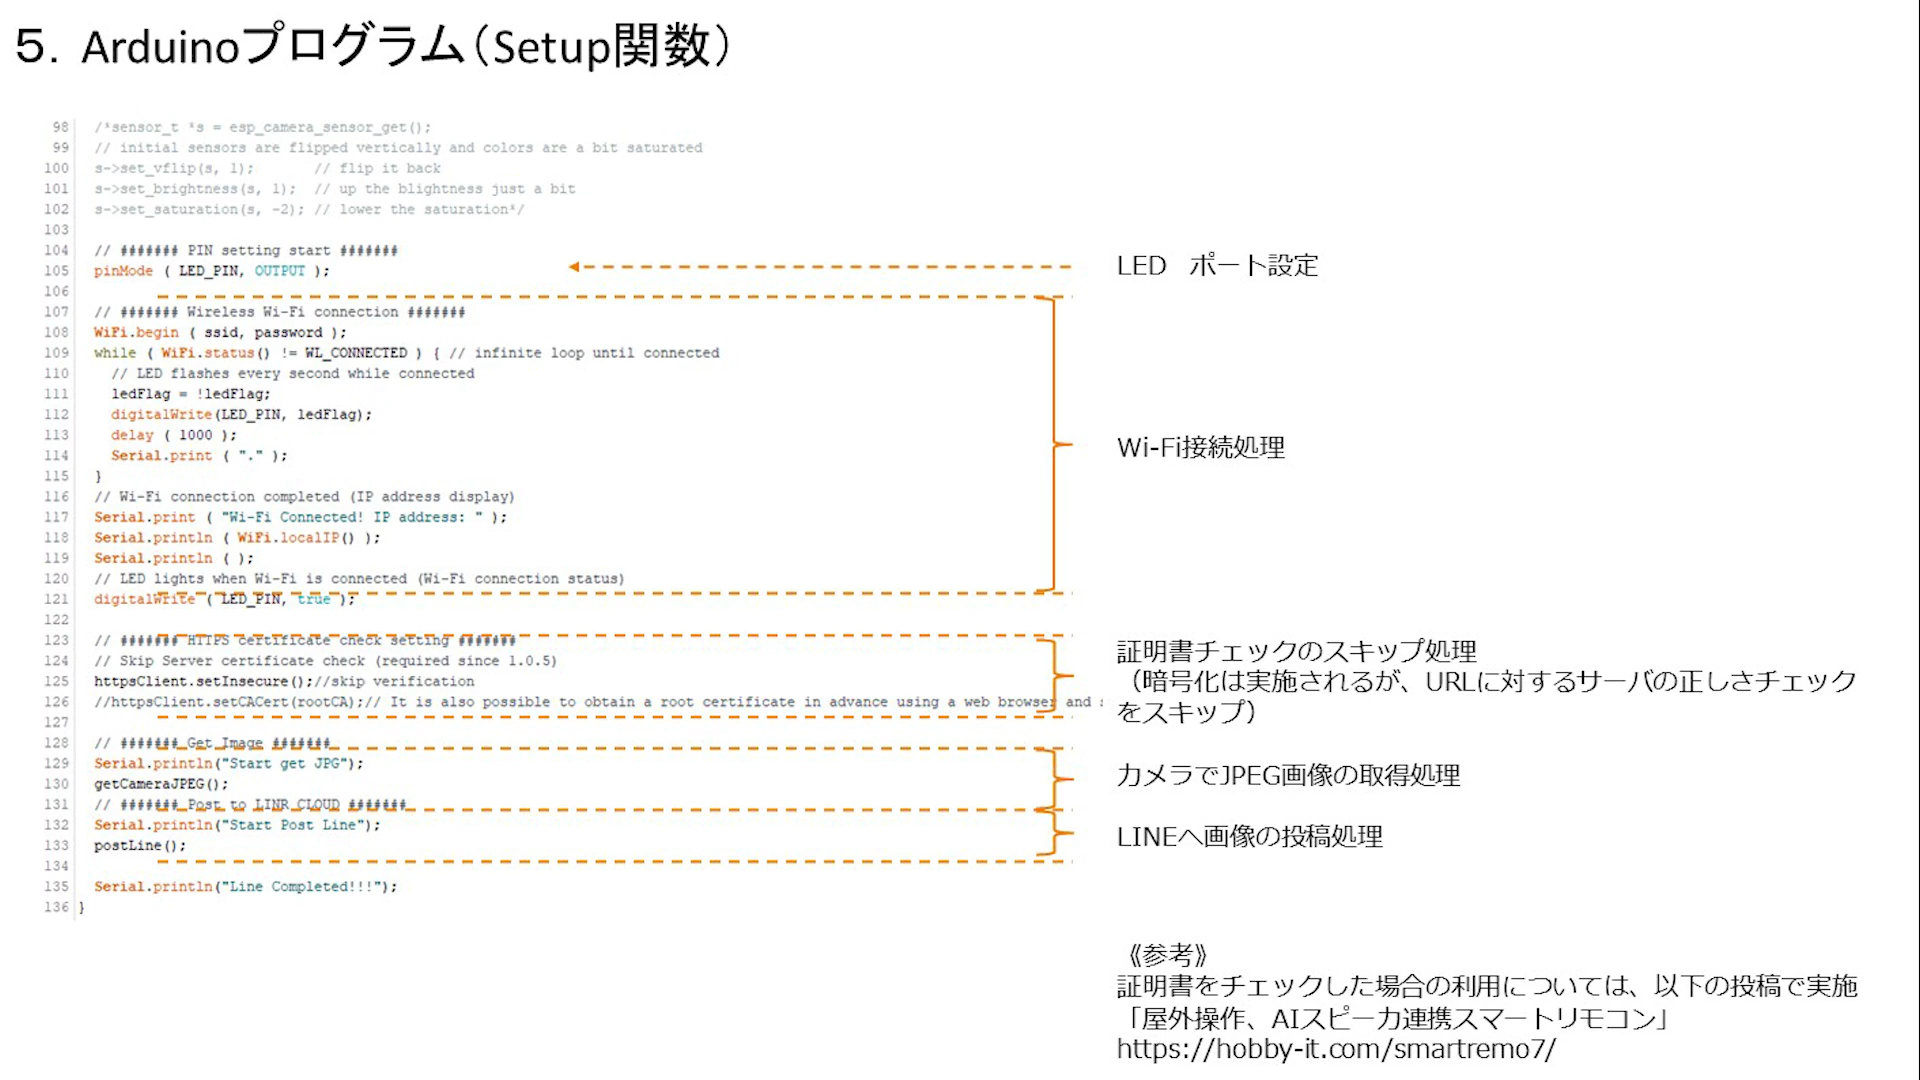 ５．Arduinoプログラム（Setup関数）
98 /*sensor_t *s = esp_camera_sensor_get();
99 // initial sensors are flipped vertically and colors are a bit saturated
100 s->set_vflip(s, 1); // flip it back
101 s->set_brightness(s, 1); // up the blightness just a bit
102 s->set_saturation(s, -2); // lower the saturation*/
103
104 // ####### PIN setting start #######
105 pinMode ( LED_PIN, OUTPUT );
LED　ポート設定
106
107 // ####### Wireless Wi-Fi connection #######
108 WiFi.begin ( ssid, password );
109 while ( WiFi.status() != WL_CONNECTED ) { // infinite loop until connected
110 // LED flashes every second while connected
111 ledFlag = !ledFlag;
112 digitalWrite(LED_PIN, ledFlag);
113 delay ( 1000 );
114 Serial.print ( "." );
115 }
116 // Wi-Fi connection completed (IP address display)
117 Serial.print ( "Wi-Fi Connected! IP address: " );
118 Serial.println ( WiFi.localIP() );
119 Serial.println ( );
120 // LED lights when Wi-Fi is connected (Wi-Fi connection status)
121 digitalWrite ( LED_PIN, true );
Wi-Fi接続処理
122
123 // ####### HTTPS certificate check setting #######
124 // Skip Server certificate check (required since 1.0.5)
125 httpsClient.setInsecure();//skip verification
126 //httpsClient.setCACert(rootCA);// It is also possible to obtain a root certificate in advance using a web browser and
127
証明書チェックのスキップ処理
（暗号化は実施されるが、URLに対するサーバの正しさチェック
をスキップ）
128 // ####### Get Image #######
129 Serial.println("Start get JPG");
130 getCameraJPEG();
カメラでJPEG画像の取得処理
131 // ####### Post to LINR CLOUD #######
132 Serial.println("Start Post Line");
133 postLine();
LINEへ画像の投稿処理
134
135 Serial.println("Line Completed!!!");
136 }
《参考》
証明書をチェックした場合の利用については、以下の投稿で実施
「屋外操作、AIスピーカ連携スマートリモコン」
https://hobby-it.com/smartremo7/